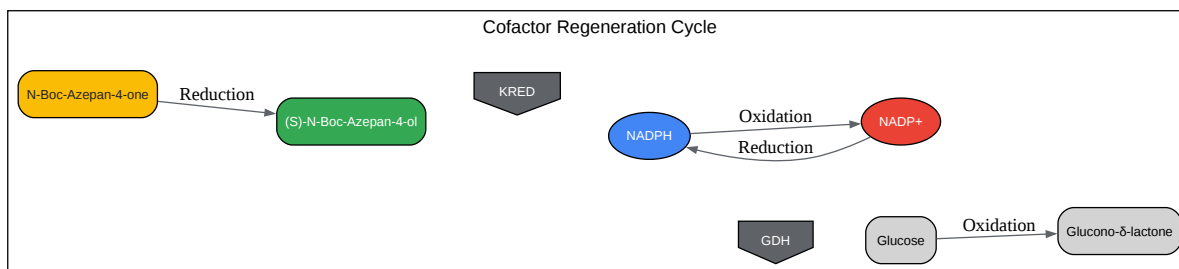 Cofactor Regeneration Cycle
N-Boc-Azepan-4-one
Reduction
(S)-N-Boc-Azepan-4-ol
KRED
NADPH
Oxidation
Reduction
NADP+
GDH
Glucose
Oxidation
Glucono-δ-lactone